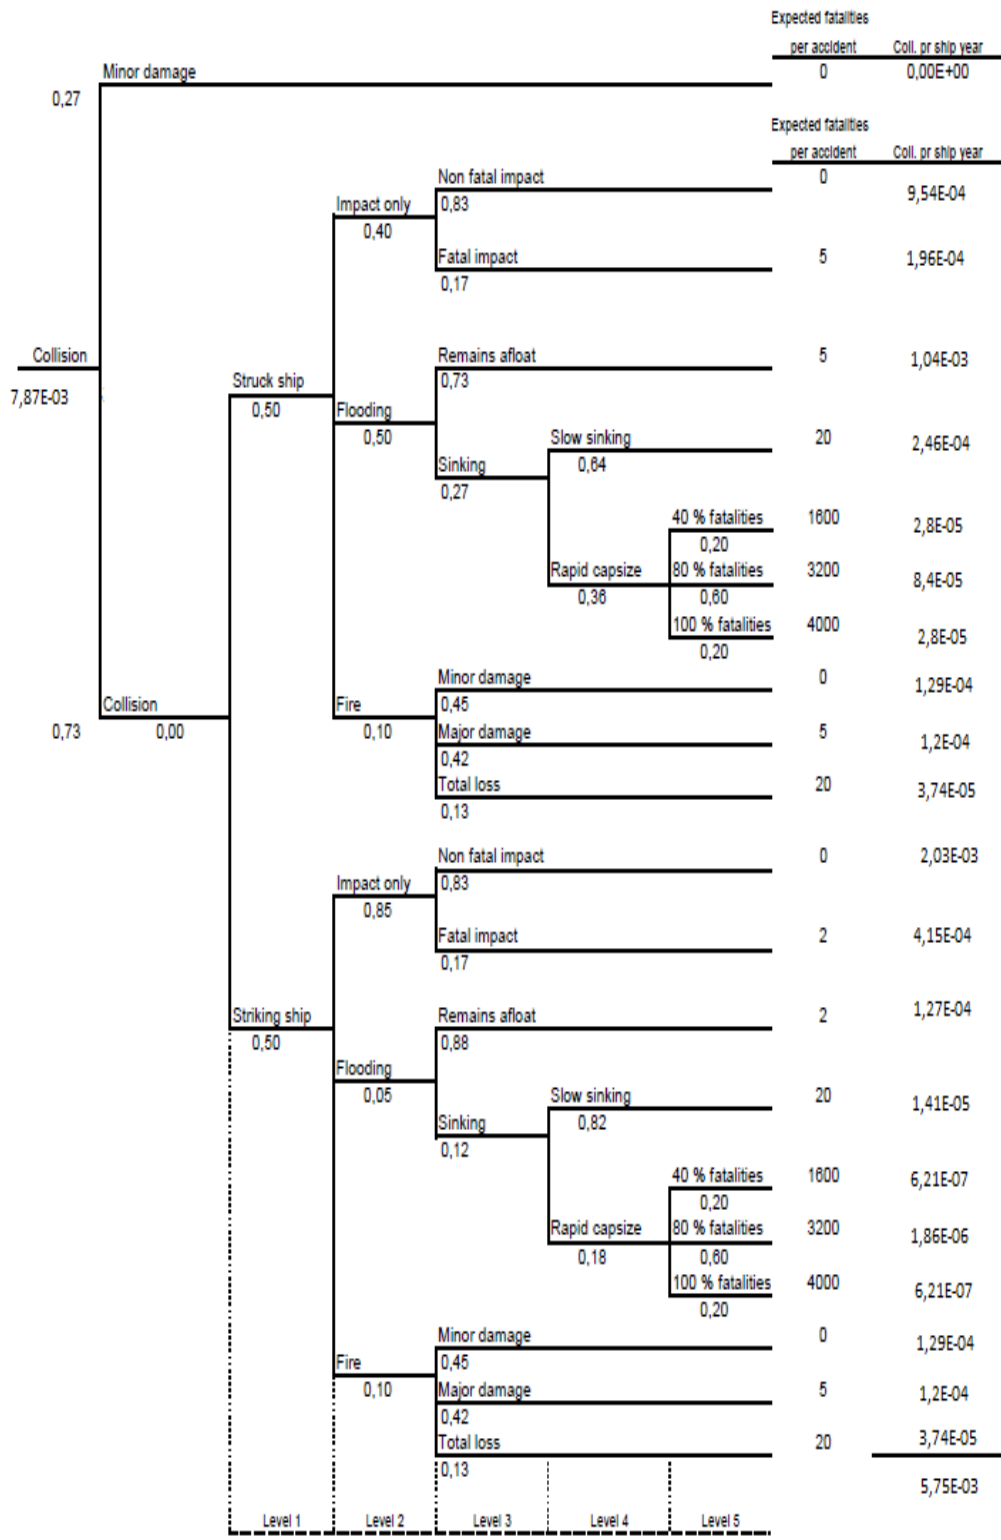 Expected fatalities
per accident Coll. pr ship year
Minor damage 0 0,00E+00
0,27
Expected fatalities
per accident Coll. pr ship year
Non fatal impact 0
0,83 9,54E-04
Impact only
0,40
Fatal impact 5 1,96E-04
0,17
Collision
7,87E-03
Remains afloat 5 1,04E-03
0,73
Struck ship
0,50
Flooding
0,50
Slow sinking 20 2,46E-04
0,64
Sinking
0,27
40 % fatalities 1600 2,8E-05
0,20
Rapid capsize 80 % fatalities 3200 8,4E-05
0,36 0,60
100 % fatalities 4000 2,8E-05
0,20
Minor damage 0 1,29E-04
0,45
Collision
0,73 0,00
Fire
0,10
Major damage 5 1,2E-04
0,42
Total loss 20 3,74E-05
0,13
Non fatal impact 0 2,03E-03
0,83
Impact only
0,85
Fatal impact 2 4,15E-04
0,17
Striking ship
0,50
Remains afloat 2 1,27E-04
0,88
Flooding
0,05
Slow sinking 20 1,41E-05
0,82
Sinking
0,12
40 % fatalities 1600 6,21E-07
0,20
Rapid capsize 80 % fatalities 3200 1,86E-06
0,18 0,60
100 % fatalities 4000 6,21E-07
0,20
Minor damage 0 1,29E-04
0,45
Fire
0,10
Major damage 5 1,2E-04
0,42
Total loss 20 3,74E-05
0,13
5,75E-03
Level 1 Level 2 Level 3 Level 4 Level 5